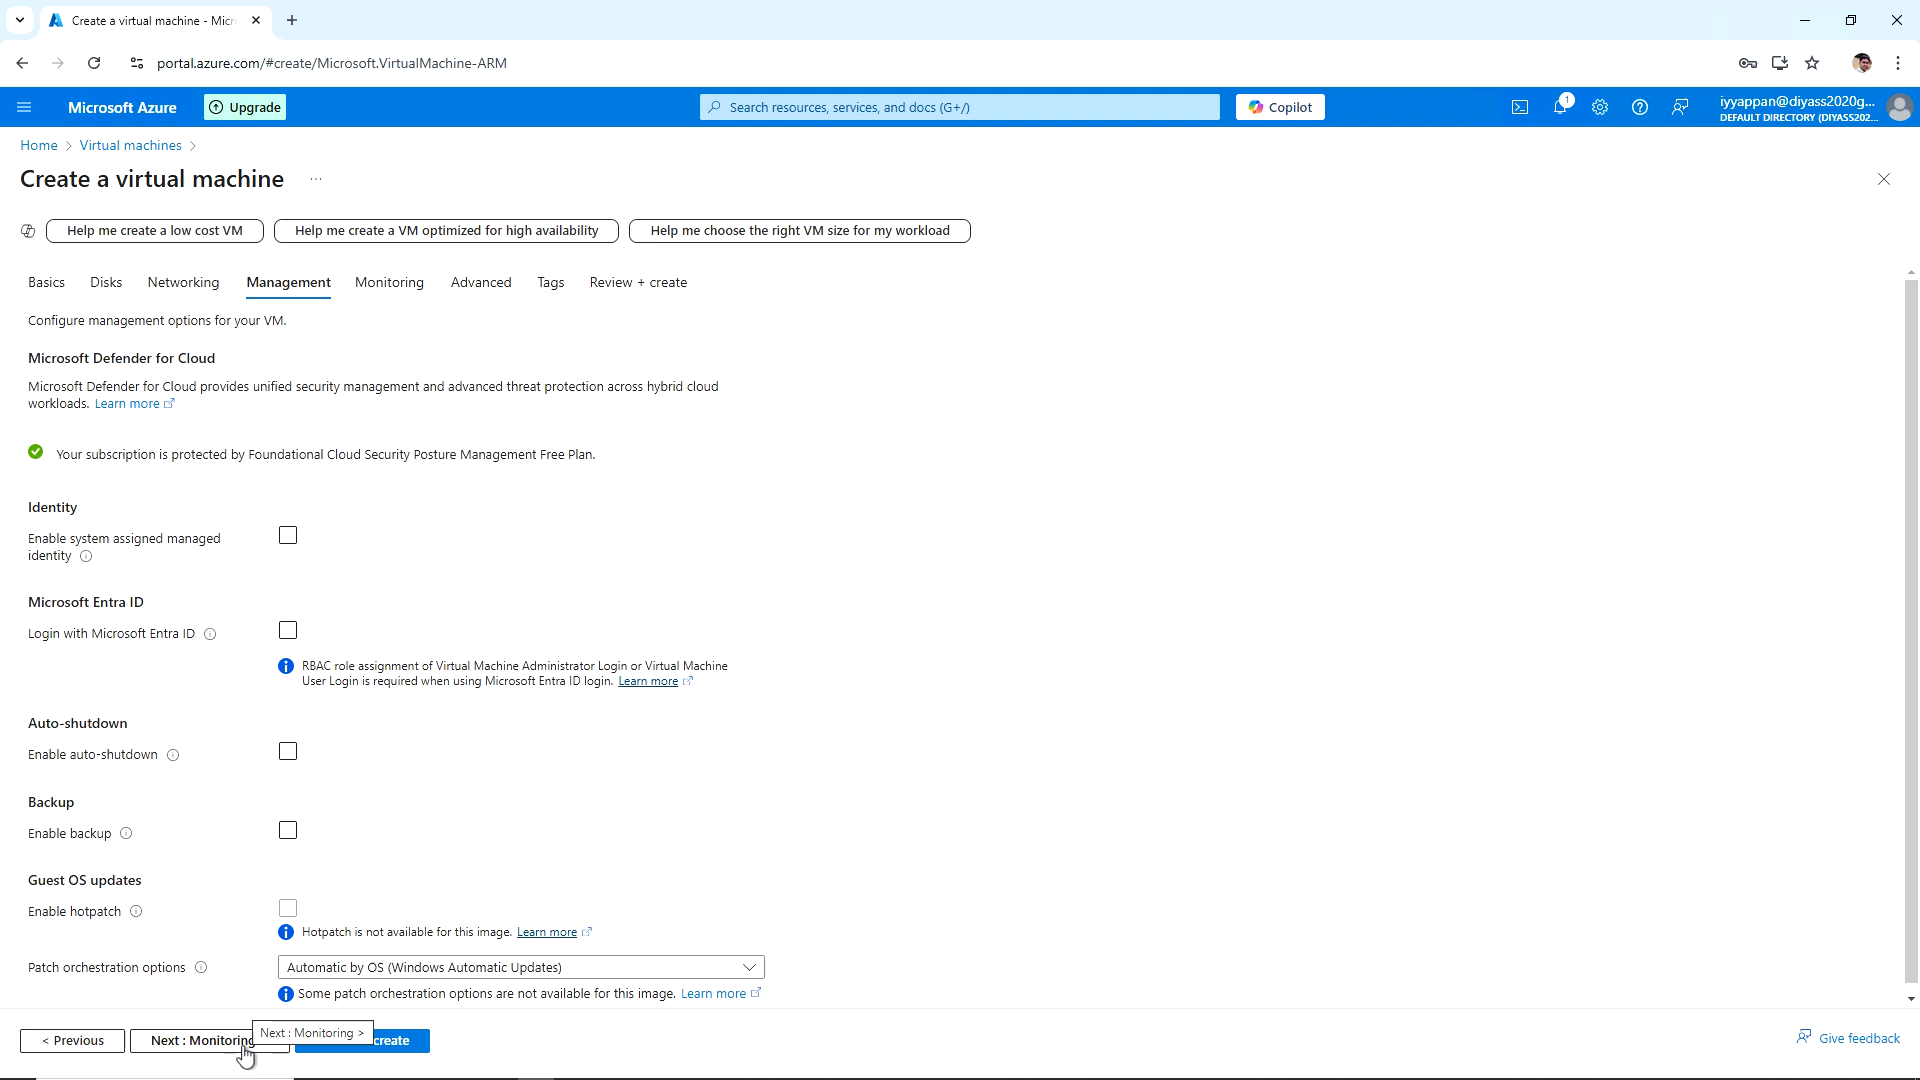 Create a virtual machine - Micr
portal.azure.com/#create/Microsoft.VirtualMachine-ARM
Microsoft Azure
Upgrade
Search resources, services, and docs (G+/)
Copilot
1
iyyappan@diyass2020g...
DEFAULT DIRECTORY (DIYASS202...
Home > Virtual machines >
Create a virtual machine ...
Help me create a low cost VM
Help me create a VM optimized for high availability
Help me choose the right VM size for my workload
Basics
Disks
Networking
Management
Monitoring
Advanced
Tags
Review + create
Configure management options for your VM.
Microsoft Defender for Cloud
Microsoft Defender for Cloud provides unified security management and advanced threat protection across hybrid cloud
workloads. Learn more
Your subscription is protected by Foundational Cloud Security Posture Management Free Plan.
Identity
Enable system assigned managed
identity
Microsoft Entra ID
Login with Microsoft Entra ID
RBAC role assignment of Virtual Machine Administrator Login or Virtual Machine
User Login is required when using Microsoft Entra ID login. Learn more
Auto-shutdown
Enable auto-shutdown
Backup
Enable backup
Guest OS updates
Enable hotpatch
Hotpatch is not available for this image. Learn more
Patch orchestration options
Automatic by OS (Windows Automatic Updates)
Some patch orchestration options are not available for this image. Learn more
< Previous
Next : Monitoring
Next : Monitoring >
create
Give feedback